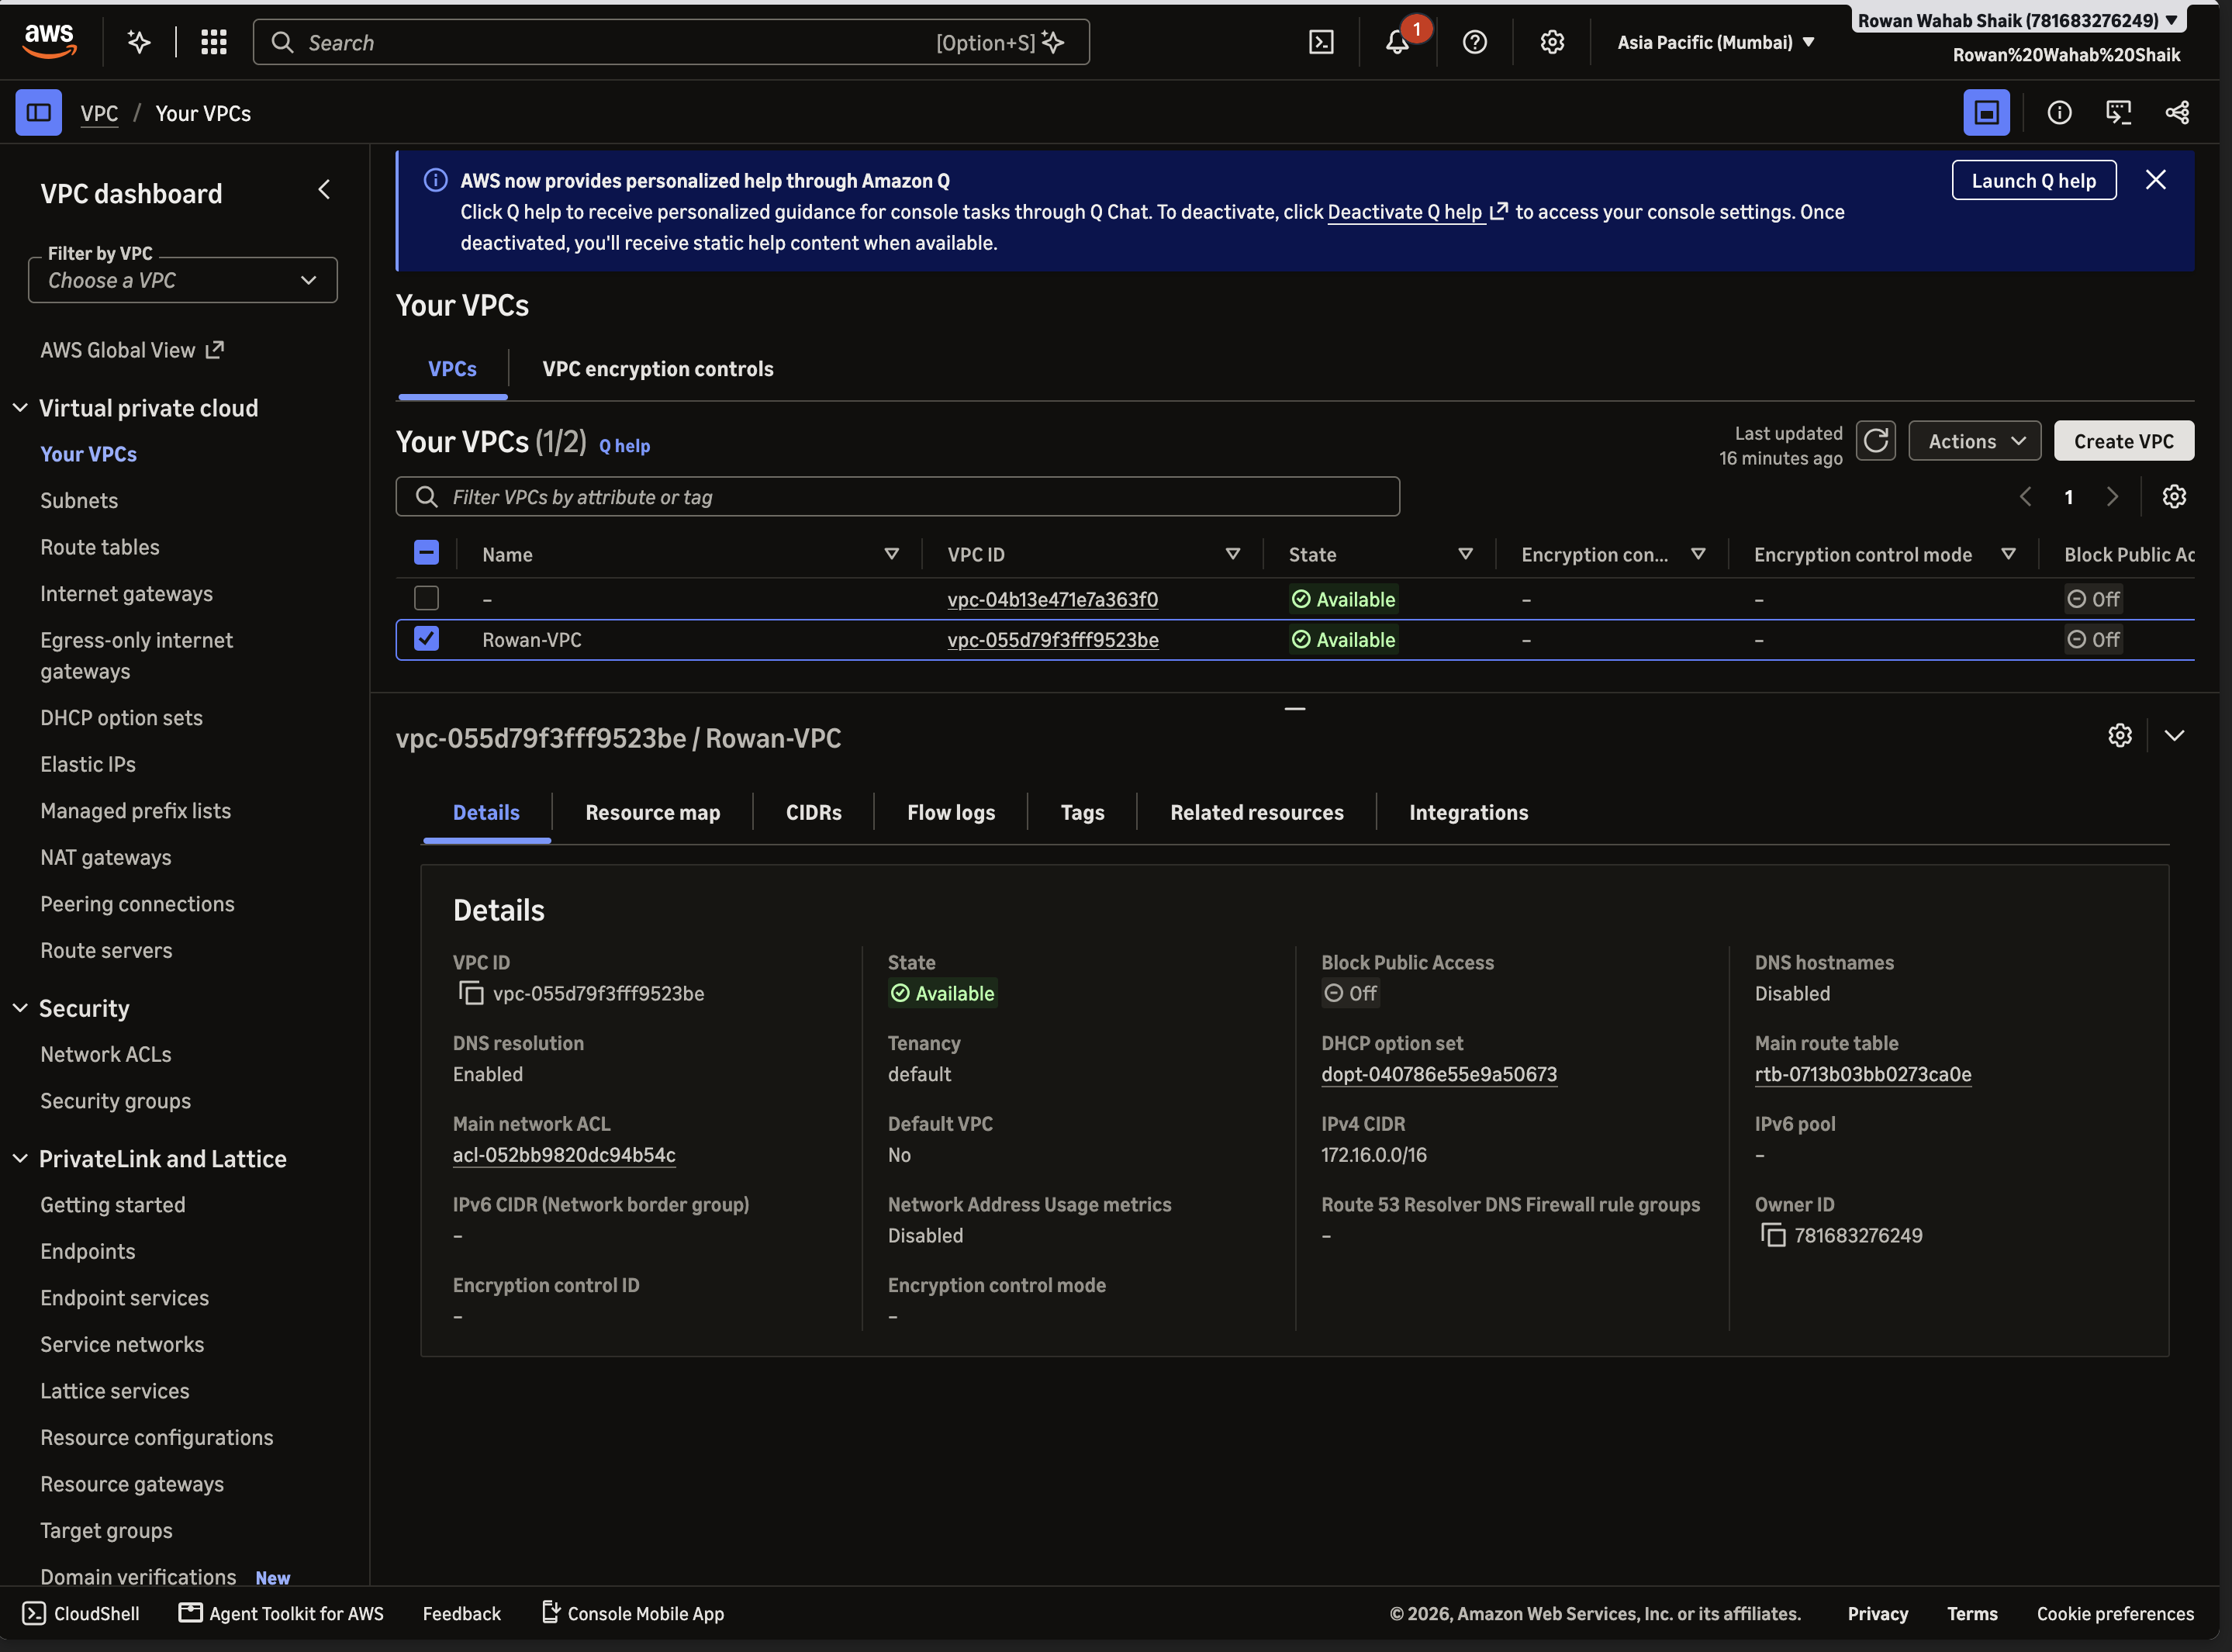 aws
Search [Option+S]
1
Asia Pacific (Mumbai)
Rowan Wahab Shaik (781683276249)
Rowan%20Wahab%20Shaik
VPC / Your VPCs
VPC dashboard
Filter by VPC
Choose a VPC
AWS Global View
Virtual private cloud
Your VPCs
Subnets
Route tables
Internet gateways
Egress-only internet
gateways
DHCP option sets
Elastic IPs
Managed prefix lists
NAT gateways
Peering connections
Route servers
Security
Network ACLs
Security groups
PrivateLink and Lattice
Getting started
Endpoints
Endpoint services
Service networks
Lattice services
Resource configurations
Resource gateways
Target groups
Domain verifications New
AWS now provides personalized help through Amazon Q
Click Q help to receive personalized guidance for console tasks through Q Chat. To deactivate, click Deactivate Q help to access your console settings. Once
deactivated, you'll receive static help content when available.
Launch Q help
Your VPCs
VPCs VPC encryption controls
Your VPCs (1/2) Q help
Last updated
16 minutes ago
Actions Create VPC
Filter VPCs by attribute or tag
1
Name VPC ID State Encryption con... Encryption control mode Block Public Ac
– vpc-04b13e471e7a363f0 Available – – Off
Rowan-VPC vpc-055d79f3fff9523be Available – – Off
vpc-055d79f3fff9523be / Rowan-VPC
Details Resource map CIDRs Flow logs Tags Related resources Integrations
Details
VPC ID State Block Public Access DNS hostnames
vpc-055d79f3fff9523be Available Off Disabled
DNS resolution Tenancy DHCP option set Main route table
Enabled default dopt-040786e55e9a50673 rtb-0713b03bb0273ca0e
Main network ACL Default VPC IPv4 CIDR IPv6 pool
acl-052bb9820dc94b54c No 172.16.0.0/16 –
IPv6 CIDR (Network border group) Network Address Usage metrics Route 53 Resolver DNS Firewall rule groups Owner ID
– Disabled – 781683276249
Encryption control ID Encryption control mode
– –
CloudShell Agent Toolkit for AWS Feedback Console Mobile App © 2026, Amazon Web Services, Inc. or its affiliates. Privacy Terms Cookie preferences